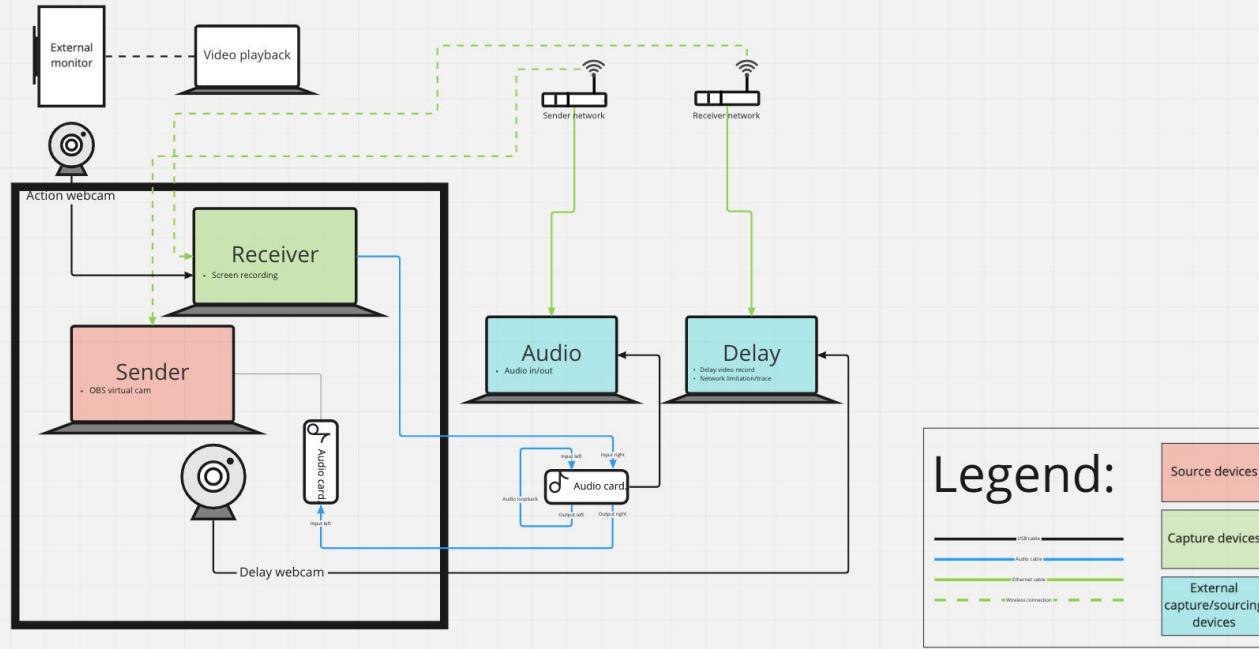 External
monitor
Video playback
Sender network
Receiver network
Action webcam
Receiver
• Screen recording
Sender
• OBS virtual cam
Audio
• Audio in/out
Delay
• Delay video record
• Network limitation/trace
Audio card
Input left
Input left
Input right
Audio card
Audio loopback
Output left
Output right
Delay webcam
Legend:
USB cable
Audio cable
Ethernet cable
Wireless connection
Source devices
Capture devices
External
capture/sourcing
devices